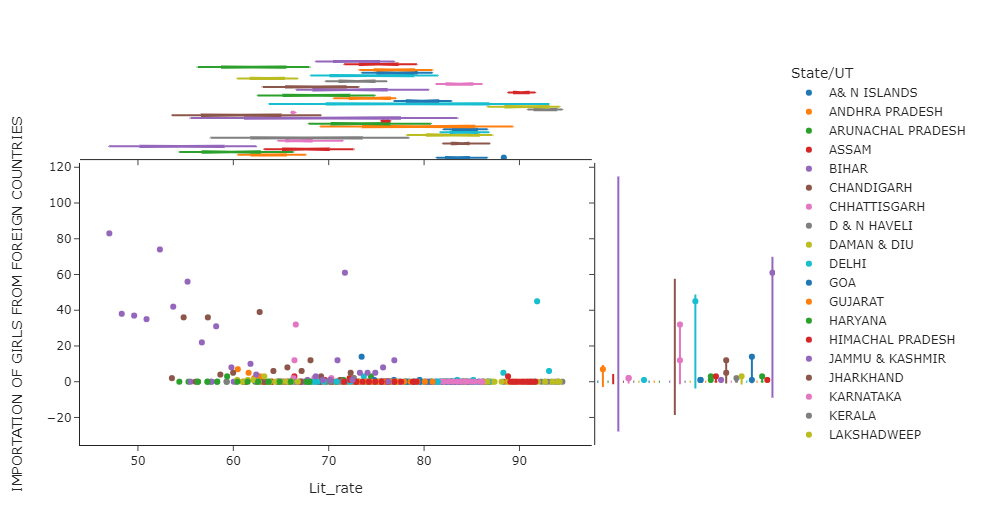 State/UT
A& N ISLANDS
ANDHRA PRADESH
ARUNACHAL PRADESH
ASSAM
BIHAR
CHANDIGARH
CHHATTISGARH
D & N HAVELI
DAMAN & DIU
DELHI
GOA
GUJARAT
HARYANA
HIMACHAL PRADESH
JAMMU & KASHMIR
JHARKHAND
KARNATAKA
KERALA
LAKSHADWEEP
IMPORTATION OF GIRLS FROM FOREIGN COUNTRIES
120
100
80
60
40
20
0
−20
50 60 70 80 90
Lit_rate